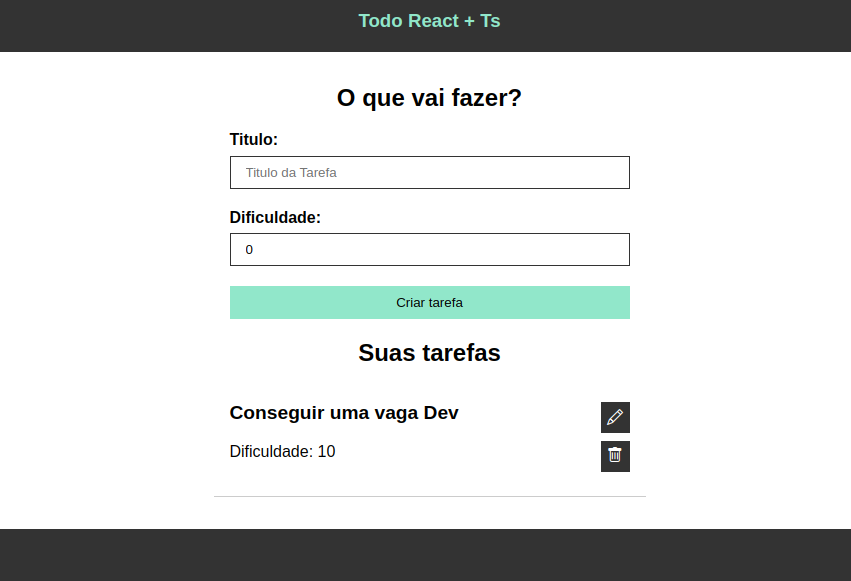 Todo React + Ts
O que vai fazer?
Titulo:
Titulo da Tarefa
Dificuldade:
0
Criar tarefa
Suas tarefas
Conseguir uma vaga Dev
Dificuldade: 10